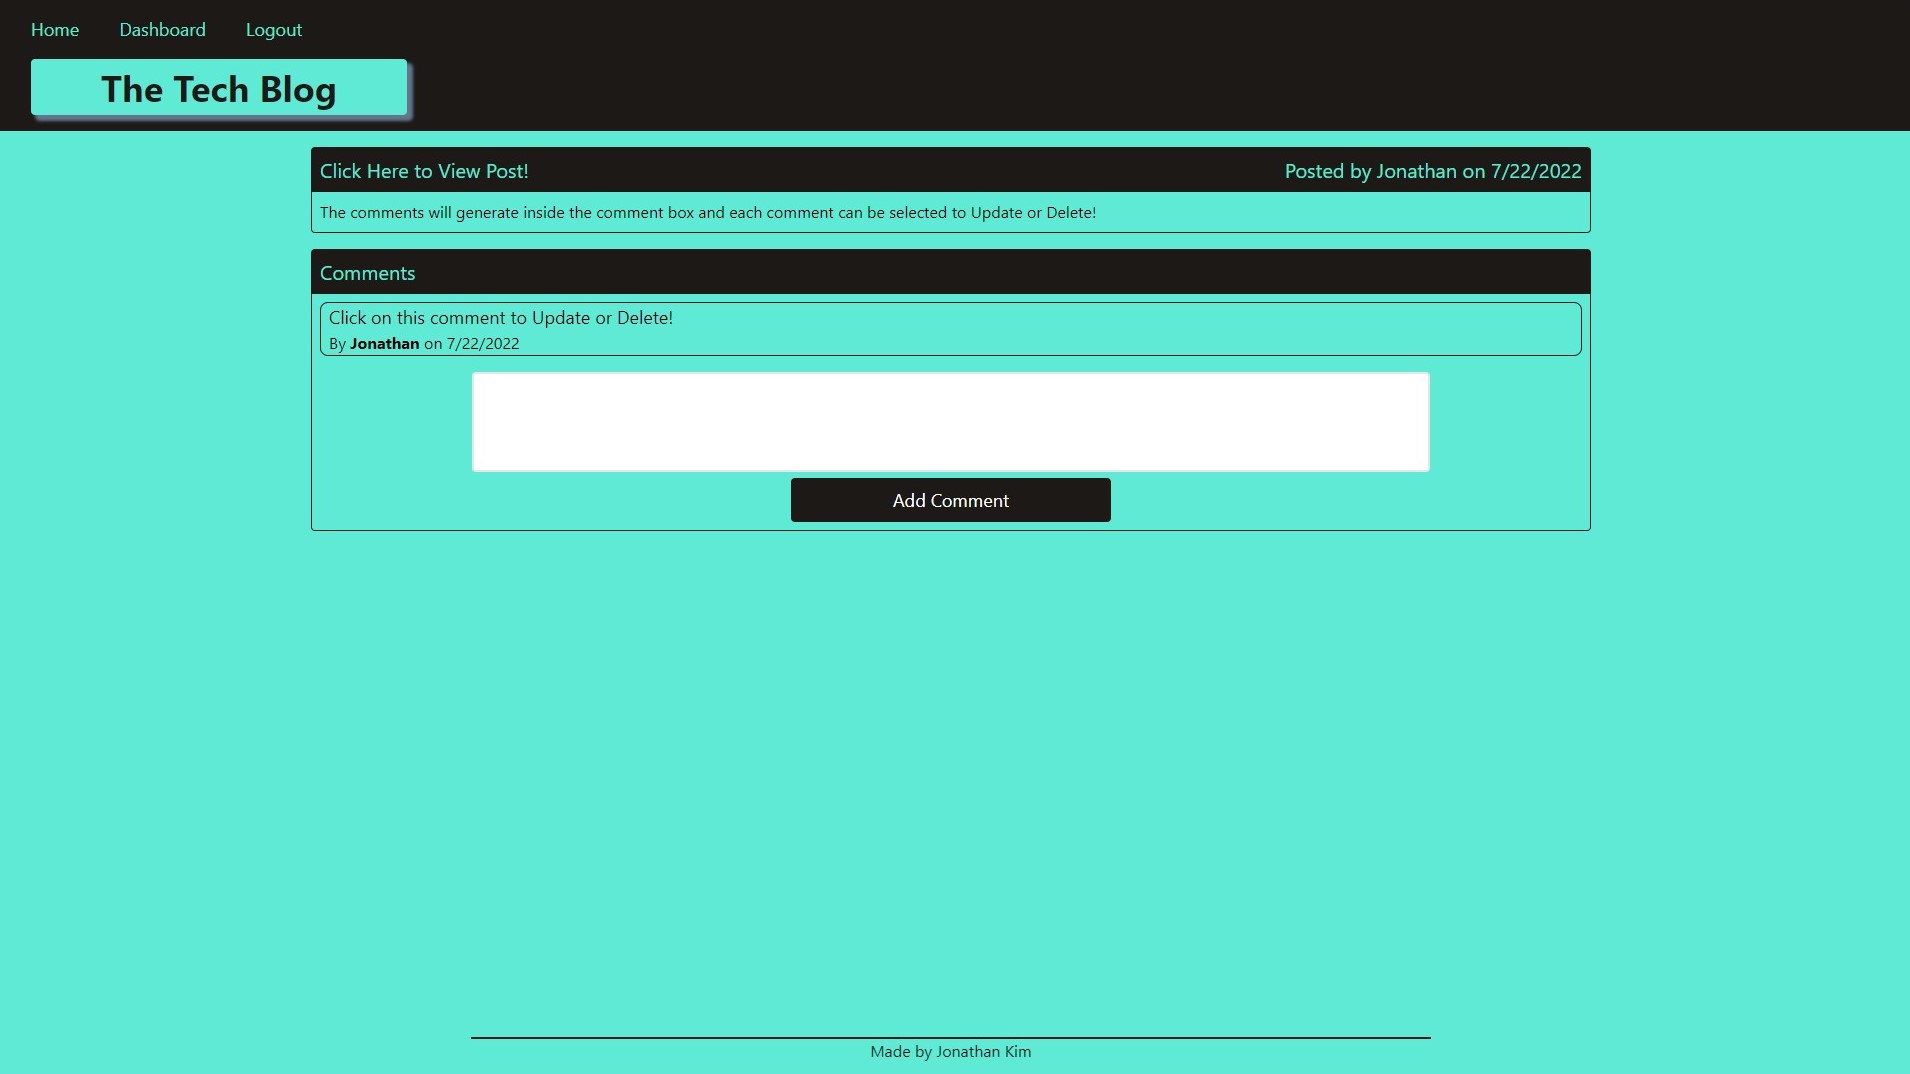 Home Dashboard Logout
The Tech Blog
Click Here to View Post! Posted by Jonathan on 7/22/2022
The comments will generate inside the comment box and each comment can be selected to Update or Delete!
Comments
Click on this comment to Update or Delete!
By Jonathan on 7/22/2022
Add Comment
Made by Jonathan Kim